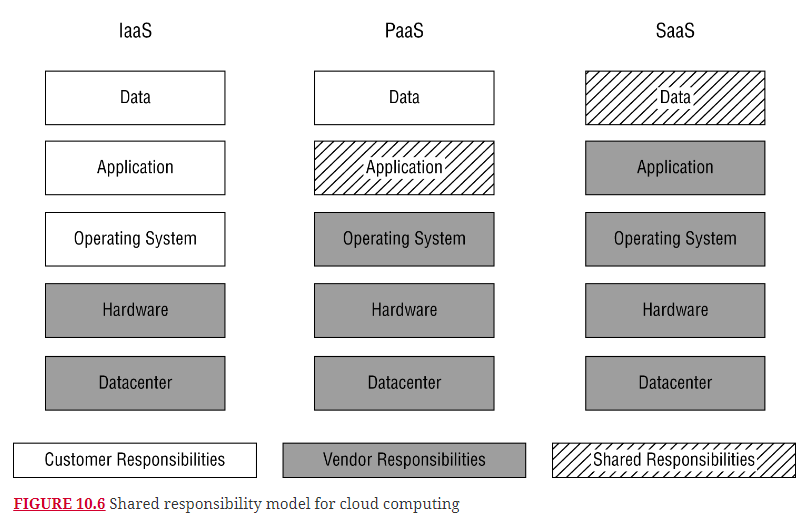 IaaS PaaS SaaS
Data Data Data
Application Application Application
Operating System Operating System Operating System
Hardware Hardware Hardware
Datacenter Datacenter Datacenter
Customer Responsibilities Vendor Responsibilities Shared Responsibilities
FIGURE 10.6 Shared responsibility model for cloud computing